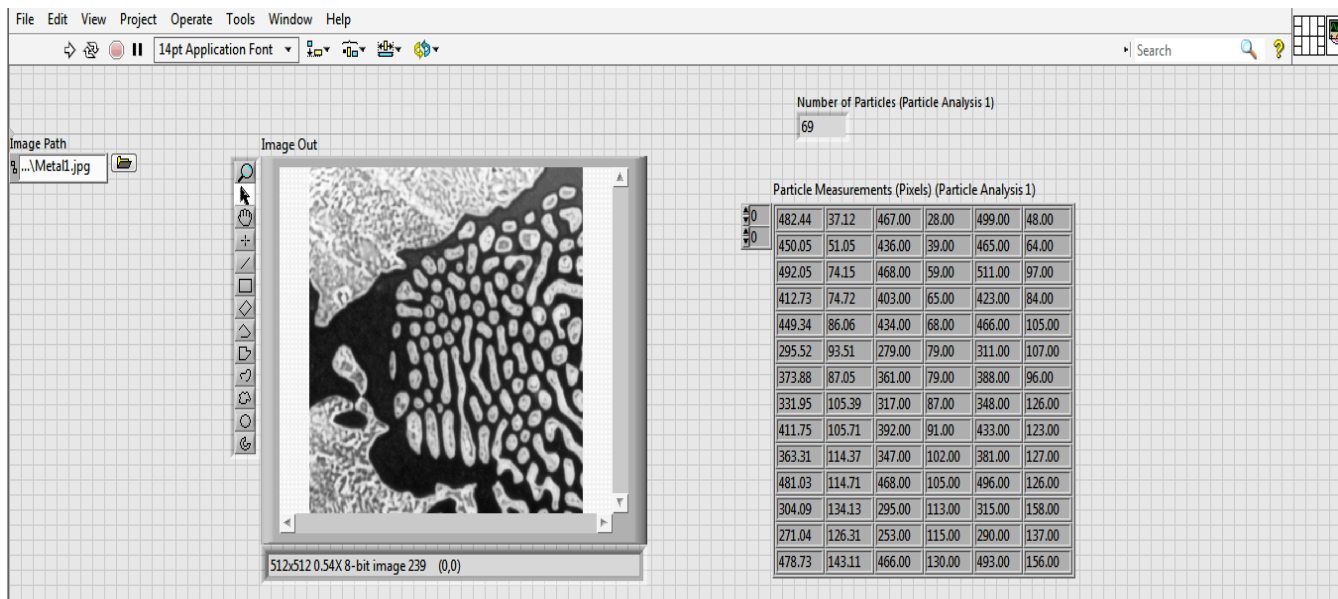 File Edit View Project Operate Tools Window Help
14pt Application Font
Search
Number of Particles (Particle Analysis 1)
69
Image Path
...\Metal1.jpg
Image Out
Particle Measurements (Pixels) (Particle Analysis 1)
0
0
482.44 37.12 467.00 28.00 499.00 48.00
450.05 51.05 436.00 39.00 465.00 64.00
492.05 74.15 468.00 59.00 511.00 97.00
412.73 74.72 403.00 65.00 423.00 84.00
449.34 86.06 434.00 68.00 466.00 105.00
295.52 93.51 279.00 79.00 311.00 107.00
373.88 87.05 361.00 79.00 388.00 96.00
331.95 105.39 317.00 87.00 348.00 126.00
411.75 105.71 392.00 91.00 433.00 123.00
363.31 114.37 347.00 102.00 381.00 127.00
481.03 114.71 468.00 105.00 496.00 126.00
304.09 134.13 295.00 113.00 315.00 158.00
271.04 126.31 253.00 115.00 290.00 137.00
478.73 143.11 466.00 130.00 493.00 156.00
512x512 0.54X 8-bit image 239 (0,0)